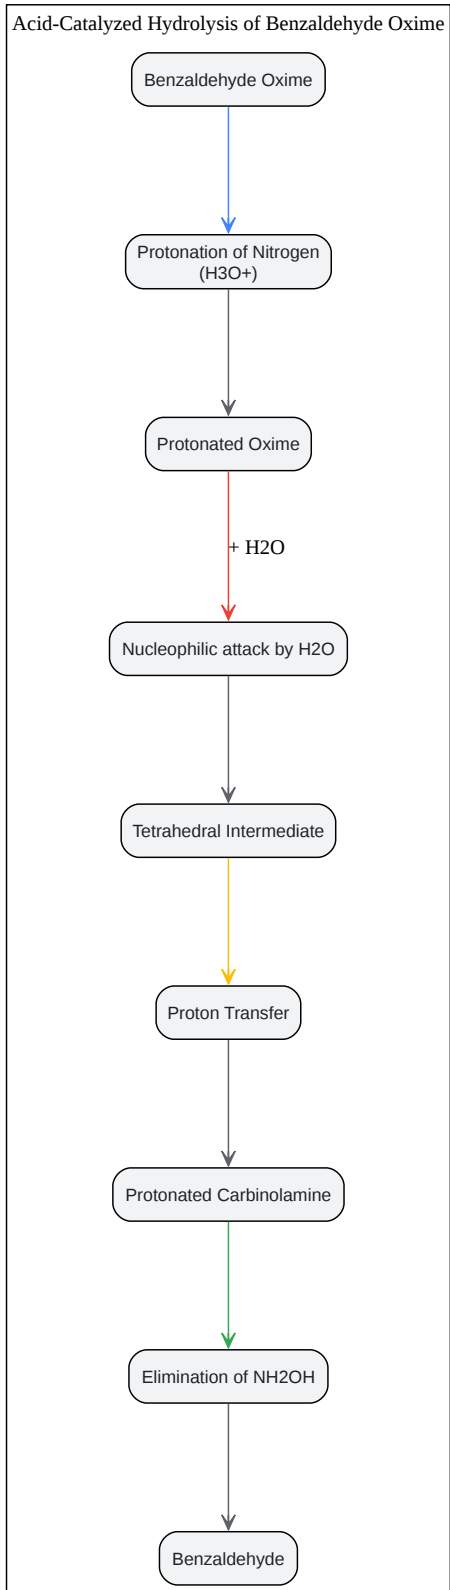 Acid-Catalyzed Hydrolysis of Benzaldehyde Oxime
Benzaldehyde Oxime
Protonation of Nitrogen
(H3O+)
Protonated Oxime
+ H2O
Nucleophilic attack by H2O
Tetrahedral Intermediate
Proton Transfer
Protonated Carbinolamine
Elimination of NH2OH
Benzaldehyde